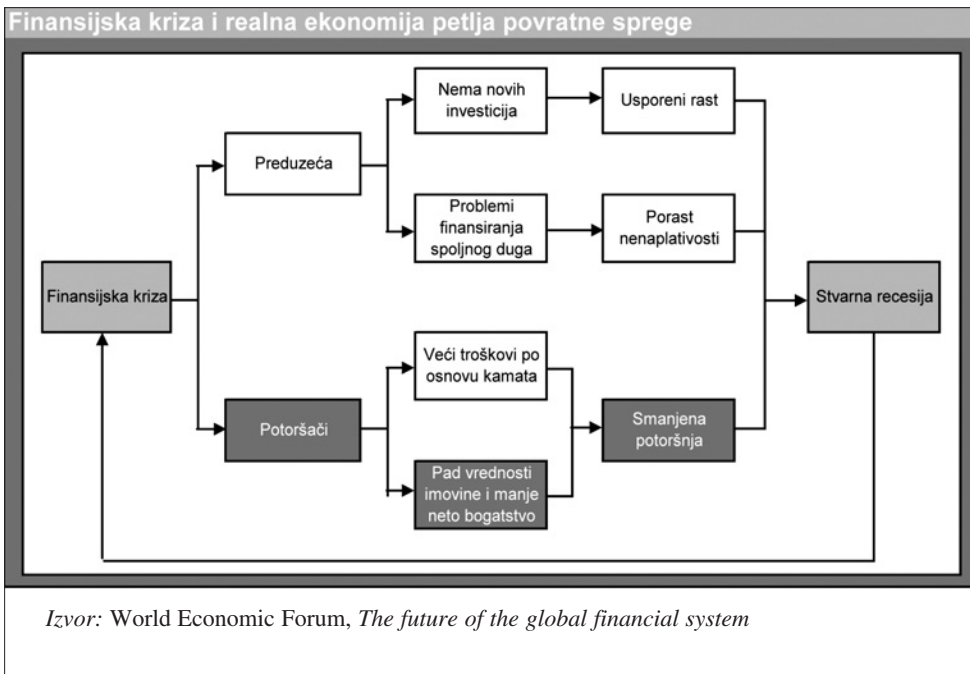 Finansijska kriza i realna ekonomija petlja povratne sprege
Nema novih
investicija
Usporeni rast
Preduzeća
Problemi
finansiranja
spoljnog duga
Porast
nenaplativosti
Finansijska kriza
Stvarna recesija
Veći troškovi po
osnovu kamata
Potoršači
Smanjena
potoršnja
Pad vrednosti
imovine i manje
neto bogatstvo
Izvor: World Economic Forum, The future of the global financial system